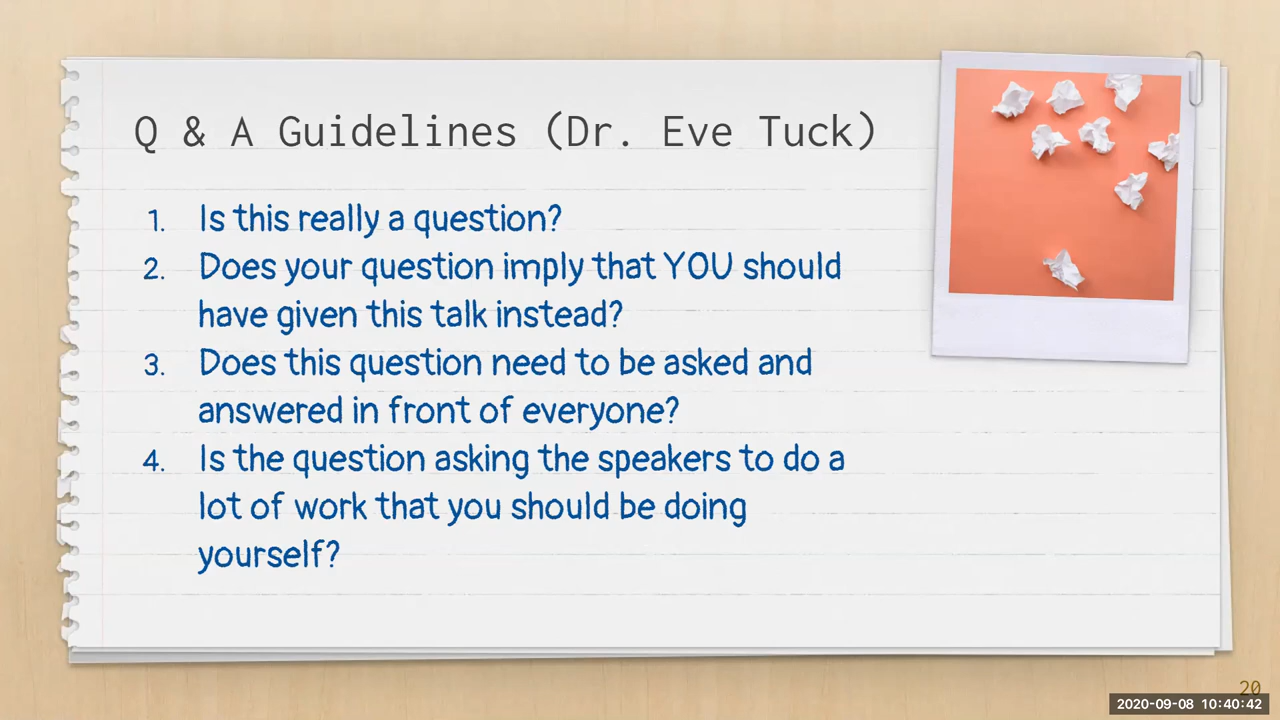 Q & A Guidelines (Dr. Eve Tuck)
1. Is this really a question?
2. Does your question imply that YOU should
have given this talk instead?
3. Does this question need to be asked and
answered in front of everyone?
4. Is the question asking the speakers to do a
lot of work that you should be doing
yourself?
20
2020-09-08 10:40:42